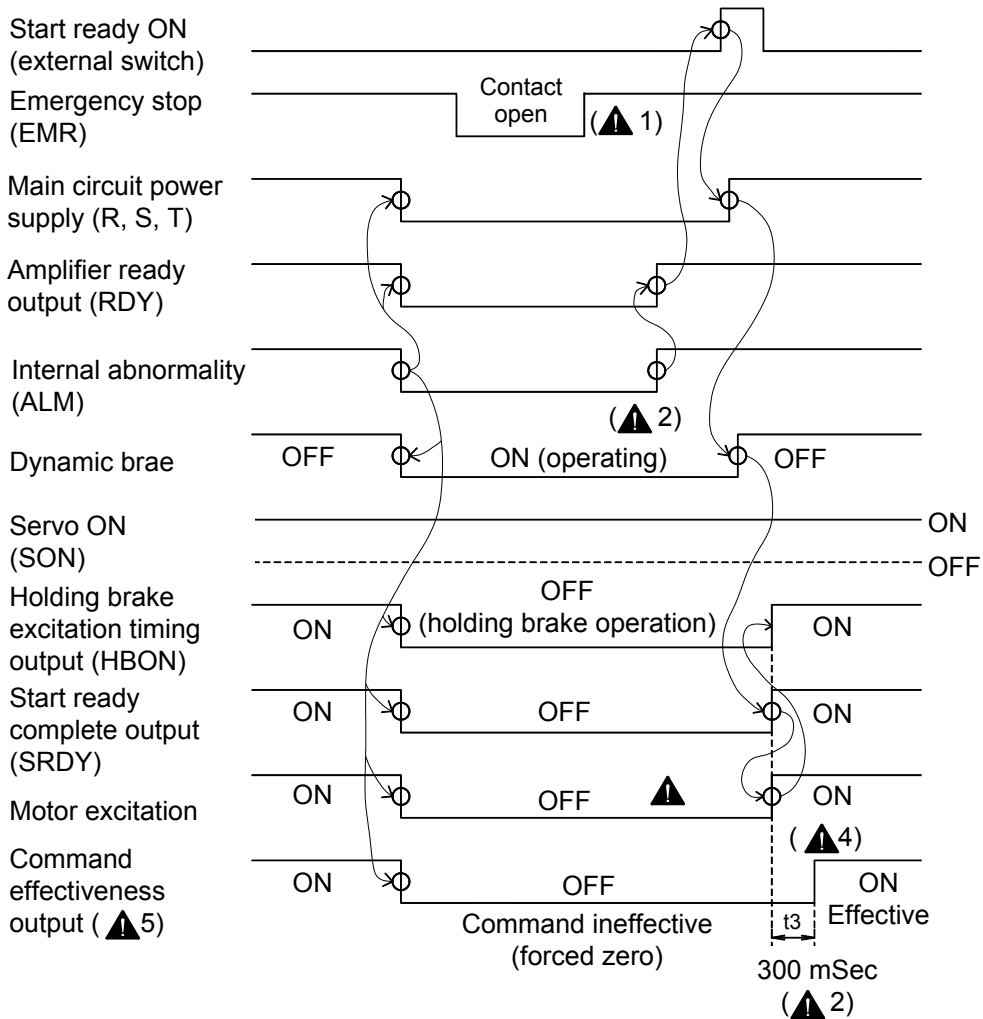 Start ready ON
(external switch)
Emergency stop
(EMR)
Contact
open
(⚠ 1)
Main circuit power
supply (R, S, T)
Amplifier ready
output (RDY)
Internal abnormality
(ALM)
(⚠ 2)
Dynamic brae
OFF
ON (operating)
OFF
Servo ON
(SON)
ON
OFF
Holding brake
excitation timing
output (HBON)
ON
OFF
(holding brake operation)
ON
Start ready
complete output
(SRDY)
ON
OFF
ON
Motor excitation
ON
OFF
⚠
ON
(⚠4)
Command
effectiveness
output (⚠5)
ON
OFF
ON
Effective
Command ineffective
(forced zero)
t3
300 mSec
(⚠ 2)